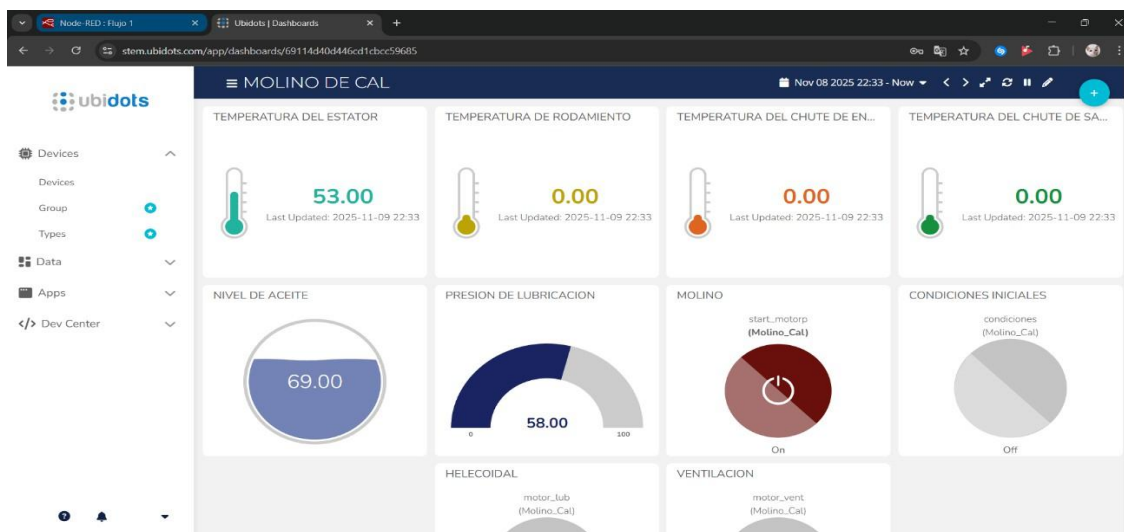 Node-RED : Flujo 1
Ubidots | Dashboards
stem.ubidots.com/app/dashboards/69114d40d446cd1cbcc59685
ubidots
MOLINO DE CAL
Nov 08 2025 22:33 - Now
Devices
Devices
Group
Types
Data
Apps
</> Dev Center
TEMPERATURA DEL ESTATOR
53.00
Last Updated: 2025-11-09 22:33
TEMPERATURA DE RODAMIENTO
0.00
Last Updated: 2025-11-09 22:33
TEMPERATURA DEL CHUTE DE EN...
0.00
Last Updated: 2025-11-09 22:33
TEMPERATURA DEL CHUTE DE SA...
0.00
Last Updated: 2025-11-09 22:33
NIVEL DE ACEITE
69.00
PRESION DE LUBRICACION
58.00
0
100
MOLINO
start_motorp
(Molino_Cal)
On
CONDICIONES INICIALES
condiciones
(Molino_Cal)
Off
HELECOIDAL
motor_lub
(Molino_Cal)
VENTILACION
motor_vent
(Molino_Cal)